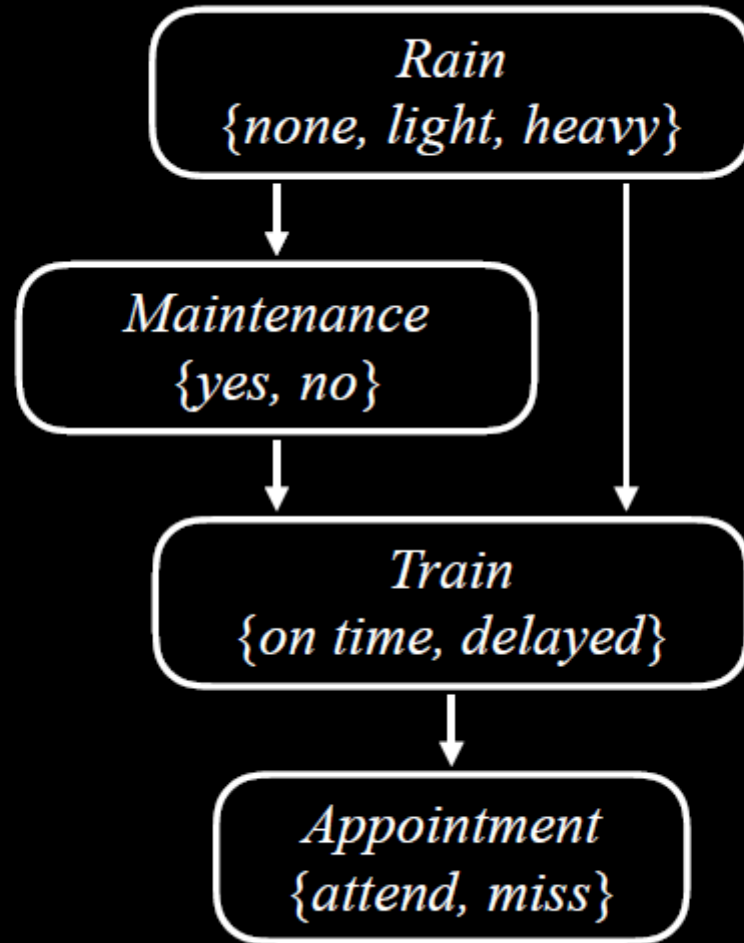 Rain
{none, light, heavy}
Maintenance
{yes, no}
Train
{on time, delayed}
Appointment
{attend, miss}